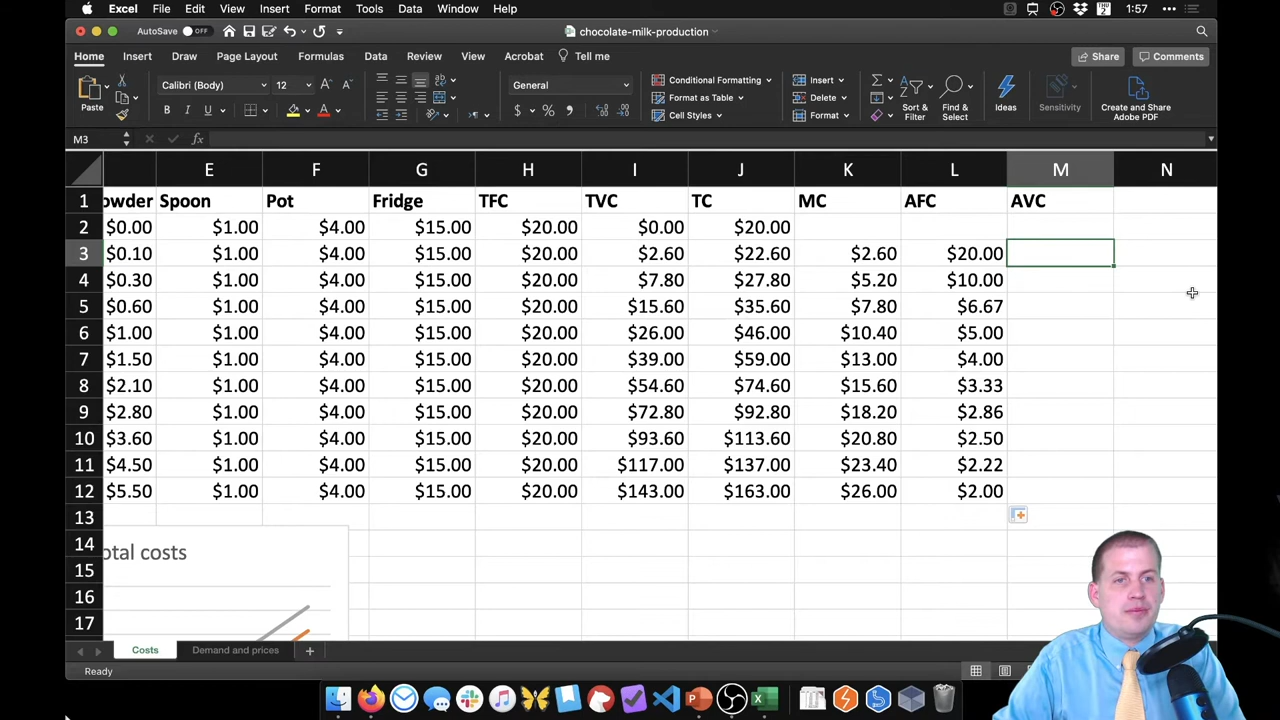 Excel File Edit View Insert Format Tools Data Window Help THU 2 1:57
AutoSave OFF chocolate-milk-production
Home Insert Draw Page Layout Formulas Data Review View Acrobat Tell me Share Comments
Paste Calibri (Body) 12 A A General Conditional Formatting Format as Table Cell Styles Insert Delete Format Sort & Filter Find & Select Ideas Sensitivity Create and Share Adobe PDF
B I U A $ % ,
M3 fx
E F G H I J K L M N
1 owder Spoon Pot Fridge TFC TVC TC MC AFC AVC
2 $0.00 $1.00 $4.00 $15.00 $20.00 $0.00 $20.00
3 $0.10 $1.00 $4.00 $15.00 $20.00 $2.60 $22.60 $2.60 $20.00
4 $0.30 $1.00 $4.00 $15.00 $20.00 $7.80 $27.80 $5.20 $10.00
5 $0.60 $1.00 $4.00 $15.00 $20.00 $15.60 $35.60 $7.80 $6.67
6 $1.00 $1.00 $4.00 $15.00 $20.00 $26.00 $46.00 $10.40 $5.00
7 $1.50 $1.00 $4.00 $15.00 $20.00 $39.00 $59.00 $13.00 $4.00
8 $2.10 $1.00 $4.00 $15.00 $20.00 $54.60 $74.60 $15.60 $3.33
9 $2.80 $1.00 $4.00 $15.00 $20.00 $72.80 $92.80 $18.20 $2.86
10 $3.60 $1.00 $4.00 $15.00 $20.00 $93.60 $113.60 $20.80 $2.50
11 $4.50 $1.00 $4.00 $15.00 $20.00 $117.00 $137.00 $23.40 $2.22
12 $5.50 $1.00 $4.00 $15.00 $20.00 $143.00 $163.00 $26.00 $2.00
13
14 otal costs
15
16
17
Costs Demand and prices +
Ready